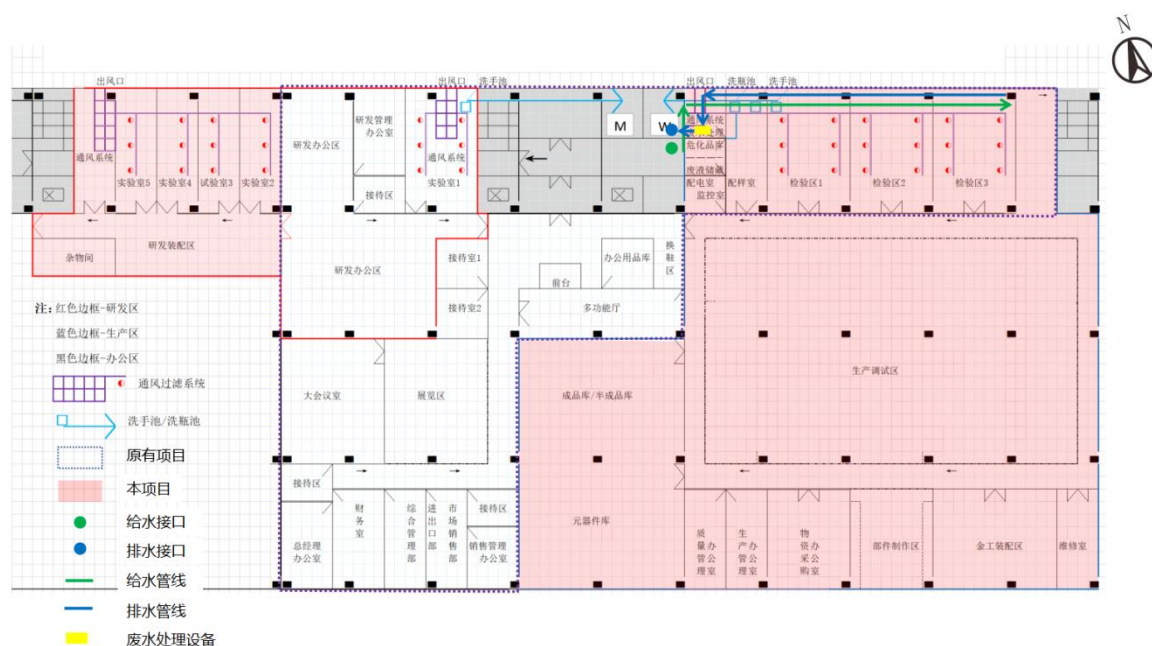 N
出风口
出风口 洗手池
出风口 洗瓶池 洗手池
研发办公区
研发管理
办公室
M
W
通风系统
危化品库
废液储藏
配电室
监控室
配样室
检验区1
检验区2
检验区3
通风系统
实验室5
实验室4
试验室3
实验室2
接待区
通风系统
实验室1
研发装配区
杂物间
研发办公区
接待室1
接待室2
前台
办公用品库
换鞋区
多功能厅
生产调试区
注：红色边框-研发区
蓝色边框-生产区
黑色边框-办公区
通风过滤系统
洗手池/洗瓶池
原有项目
本项目
给水接口
排水接口
给水管线
排水管线
废水处理设备
大会议室
展览区
成品库/半成品库
接待区
总经理
办公室
财务室
综合管理部
进出口部
市场销售部
接待区
销售管理
办公室
元器件库
质量管理
办公室
生产管理
办公室
物资采购
办公室
部件制作区
金工装配区
维修室